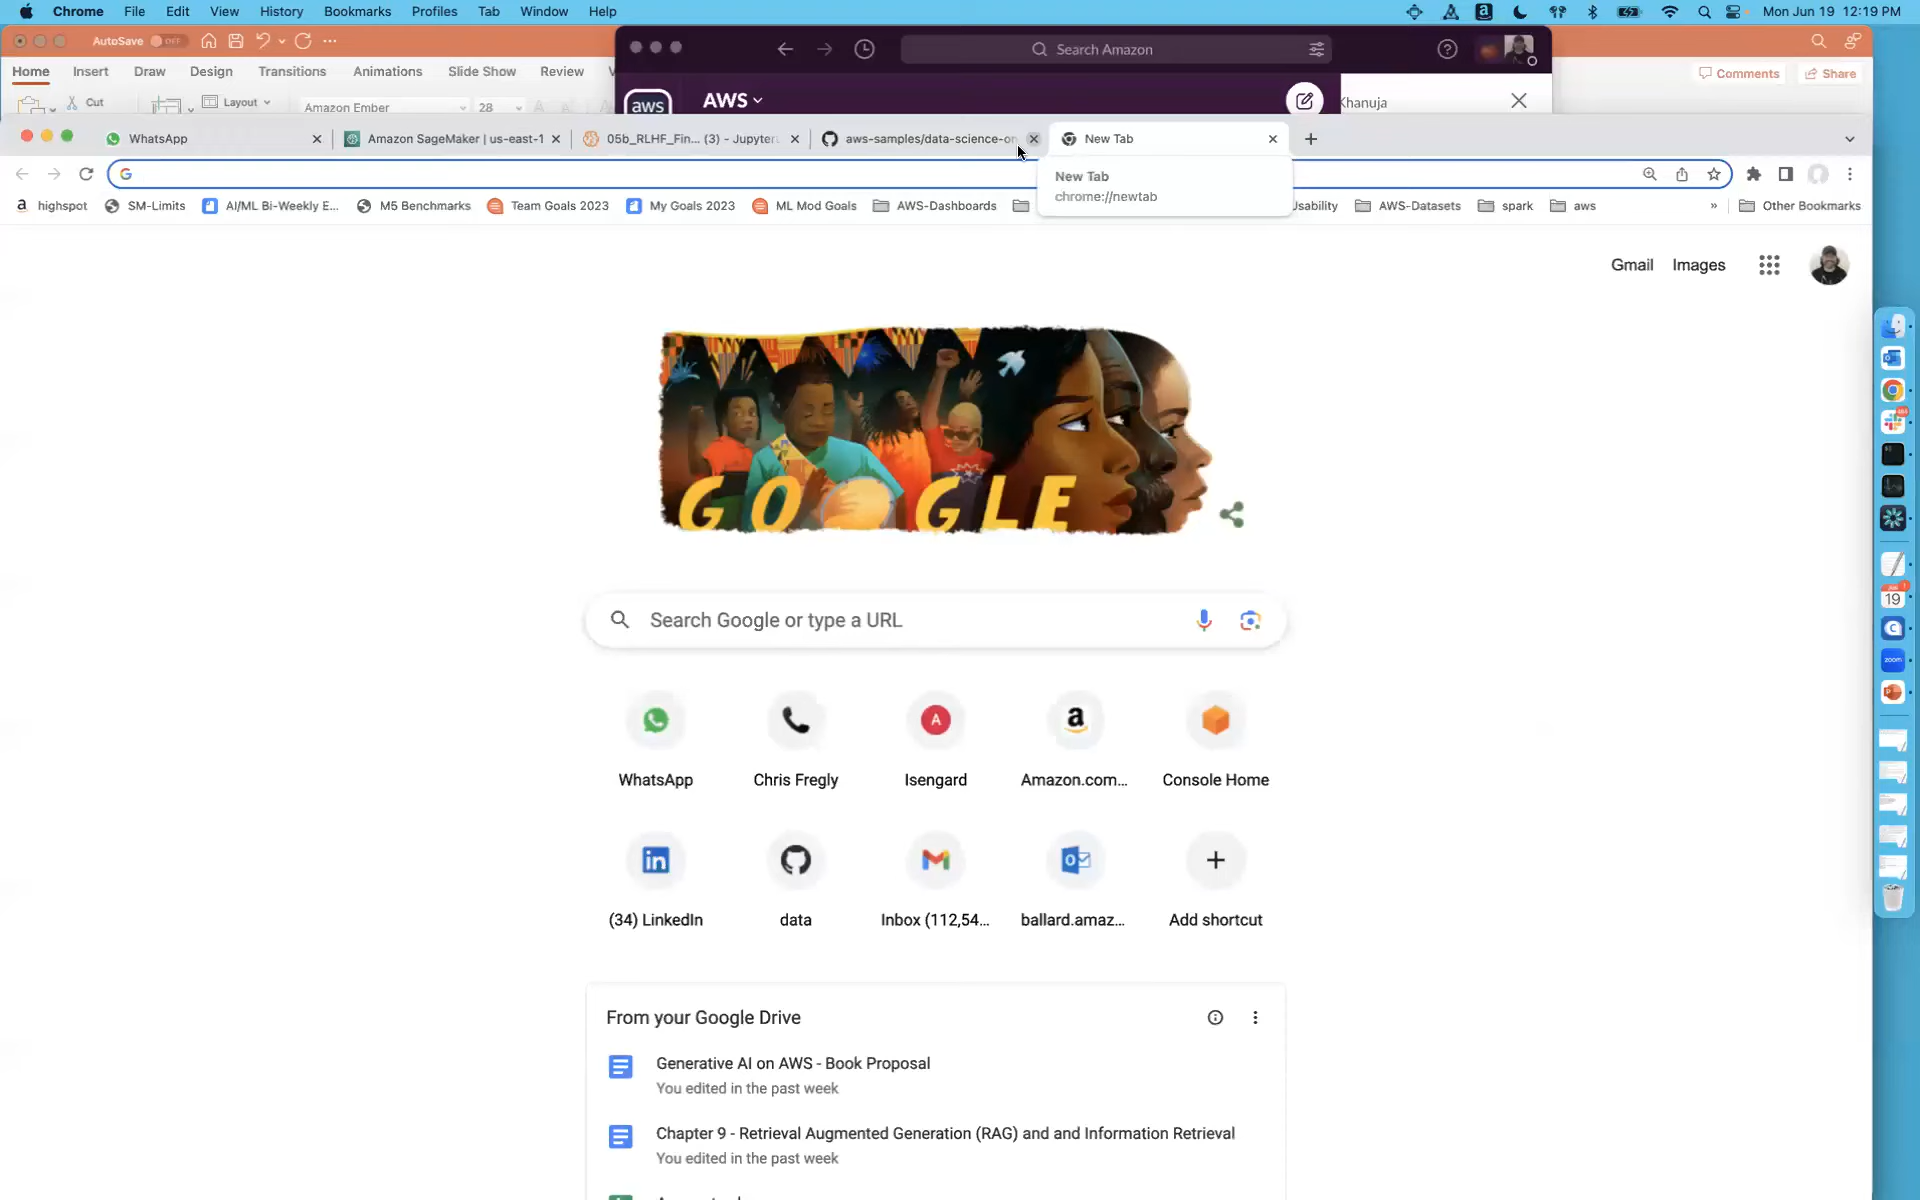 Chrome File Edit View History Bookmarks Profiles Tab Window Help Mon Jun 19 12:19 PM
AutoSave OFF
Search Amazon
Home Insert Draw Design Transitions Animations Slide Show Review
Comments Share
Cut Layout Amazon Ember 28
aws AWS
Khanuja
WhatsApp Amazon SageMaker | us-east-1 05b_RLHF_Fin... (3) - Jupyter aws-samples/data-science-on New Tab
New Tab
chrome://newtab
highspot SM-Limits AI/ML Bi-Weekly E... M5 Benchmarks Team Goals 2023 My Goals 2023 ML Mod Goals AWS-Dashboards AWS-Datasets spark aws » Other Bookmarks
Gmail Images
GOOGLE
Search Google or type a URL
WhatsApp Chris Fregly Isengard Amazon.com... Console Home
(34) LinkedIn data Inbox (112,54... ballard.amaz... Add shortcut
From your Google Drive
Generative AI on AWS - Book Proposal
You edited in the past week
Chapter 9 - Retrieval Augmented Generation (RAG) and and Information Retrieval
You edited in the past week
19
zoom